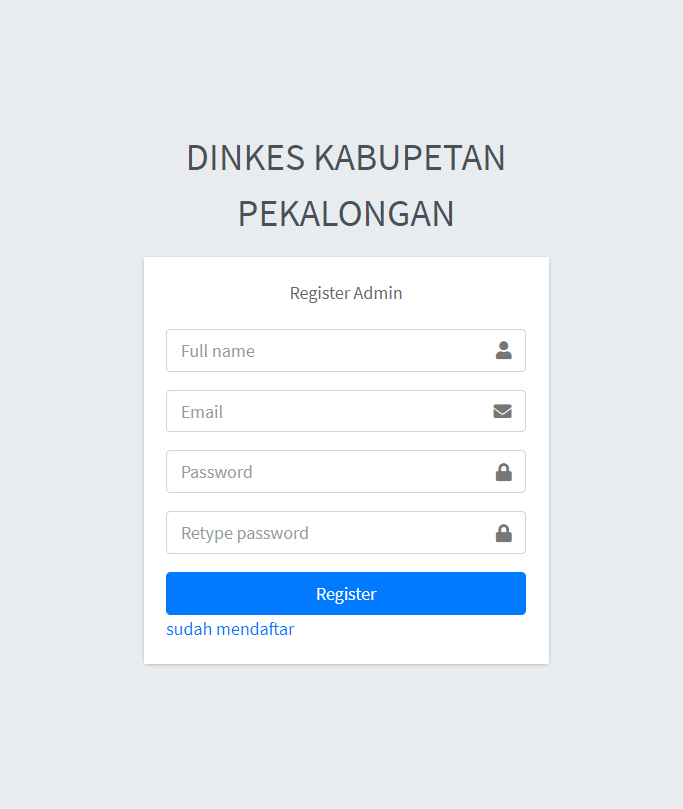 DINKES KABUPETAN
PEKALONGAN
Register Admin
Full name
Email
Password
Retype password
Register
sudah mendaftar